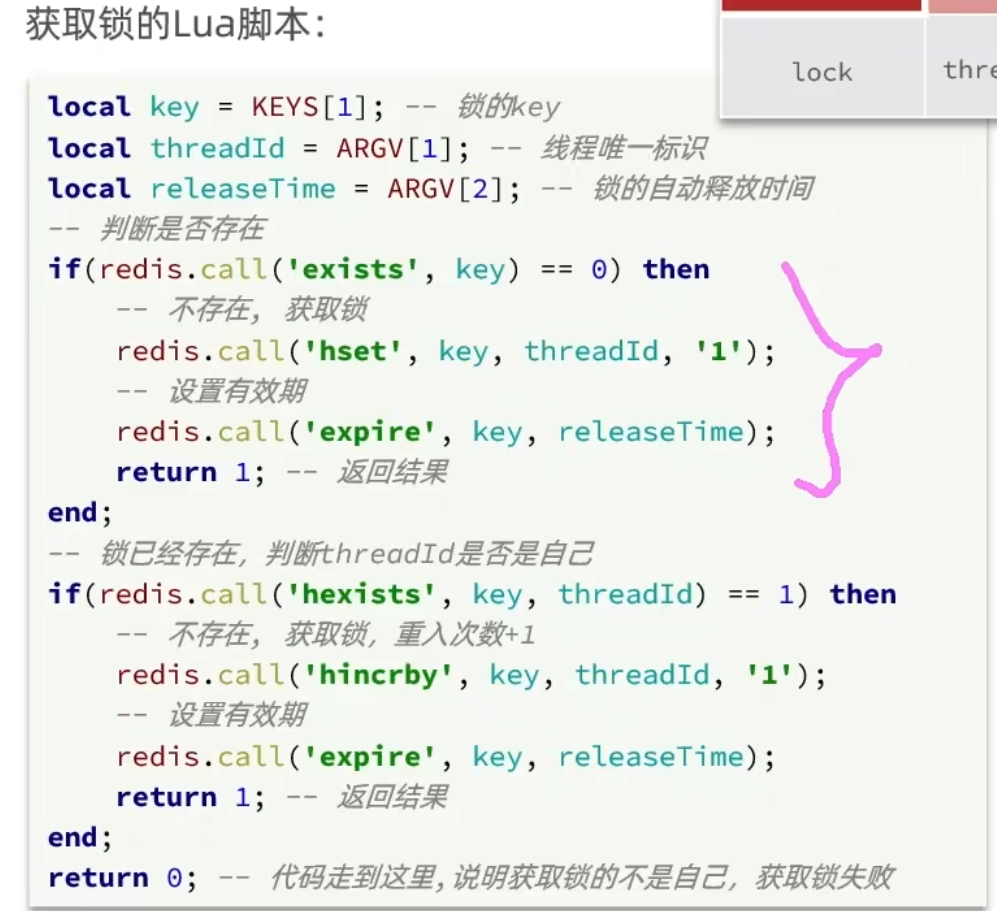 获取锁的Lua脚本：
lock
local key = KEYS[1]; -- 锁的key
local threadId = ARGV[1]; -- 线程唯一标识
local releaseTime = ARGV[2]; -- 锁的自动释放时间
-- 判断是否存在
if(redis.call('exists', key) == 0) then
-- 不存在, 获取锁
redis.call('hset', key, threadId, '1');
-- 设置有效期
redis.call('expire', key, releaseTime);
return 1; -- 返回结果
end;
-- 锁已经存在，判断threadId是否是自己
if(redis.call('hexists', key, threadId) == 1) then
-- 不存在, 获取锁，重入次数+1
redis.call('hincrby', key, threadId, '1');
-- 设置有效期
redis.call('expire', key, releaseTime);
return 1; -- 返回结果
end;
return 0; -- 代码走到这里,说明获取锁的不是自己，获取锁失败